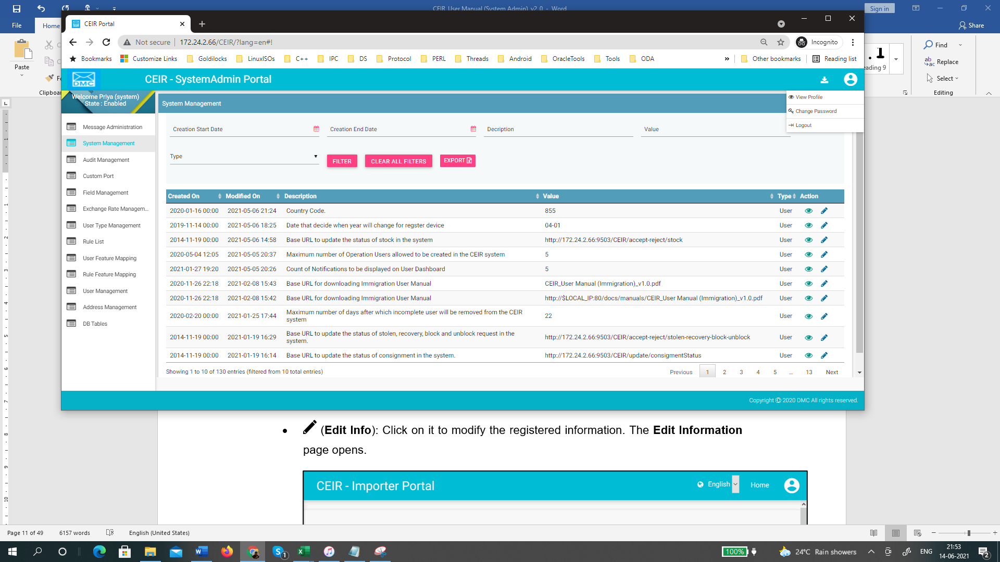 CEIR_User Manual (System Admin)_v2_0 - Word
Sign in
File
Home
Share
CEIR Portal
Not secure
172.24.2.66/CEIR/?lang=en#!
Incognito
Bookmarks
Customize Links
Goldilocks
LinuxISOs
C++
IPC
DS
Protocol
PERL
Threads
Android
OracleTools
Tools
ODA
»
Other bookmarks
Reading list
Paste
Clipboa
Find
Replace
Select
Editing
eading 9
DMC
CEIR - SystemAdmin Portal
Welcome Priya (system)
State : Enabled
View Profile
Change Password
Logout
Message Administration
System Management
Audit Management
Custom Port
Field Management
Exchange Rate Managem...
User Type Management
Rule List
User Feature Mapping
Rule Feature Mapping
User Management
Address Management
DB Tables
System Management
Creation Start Date
Creation End Date
Decription
Value
Type
FILTER
CLEAR ALL FILTERS
EXPORT
Created On Modified On Description Value Type Action
2020-01-16 00:00 2021-05-06 21:24 Country Code. 855 User
2019-11-14 00:00 2021-05-06 18:25 Date that decide when year will change for regster device 04-01 User
2014-11-19 00:00 2021-05-06 14:58 Base URL to update the status of stock in the system http://172.24.2.66:9503/CEIR/accept-reject/stock User
2020-05-04 12:05 2021-05-05 20:37 Maximum number of Operation Users allowed to be created in the CEIR system 5 User
2021-01-27 19:20 2021-05-05 20:26 Count of Notifications to be displayed on User Dashboard 5 User
2020-11-26 22:18 2021-02-08 15:43 Base URL for downloading Immigration User Manual CEIR_User Manual (Immigration)_v1.0.pdf User
2020-11-26 22:18 2021-02-08 15:42 Base URL for downloading Immigration User Manual http://$LOCAL_IP:80/docs/manuals/CEIR_User Manual (Immigration)_v1.0.pdf User
2020-02-20 00:00 2021-01-25 17:44 Maximum number of days after which incomplete user will be removed from the CEIR
system 22 User
2014-11-19 00:00 2021-01-19 16:29 Base URL to update the status of stolen, recovery, block and unblock request in the
system. http://172.24.2.66:9503/CEIR/accept-reject/stolen-recovery-block-unblock User
2014-11-19 00:00 2021-01-19 16:14 Base URL to update the status of consignment in the system. http://172.24.2.66:9503/CEIR/update/consigmentStatus User
Showing 1 to 10 of 130 entries (filtered from 10 total entries)
Previous 1 2 3 4 5 ... 13 Next
Copyright © 2020 DMC All rights reserved.
• (Edit Info): Click on it to modify the registered information. The Edit Information
page opens.
CEIR - Importer Portal
English
Home
Page 11 of 49
6157 words
English (United States)
100%
24°C Rain showers
ENG
21:53
14-06-2021